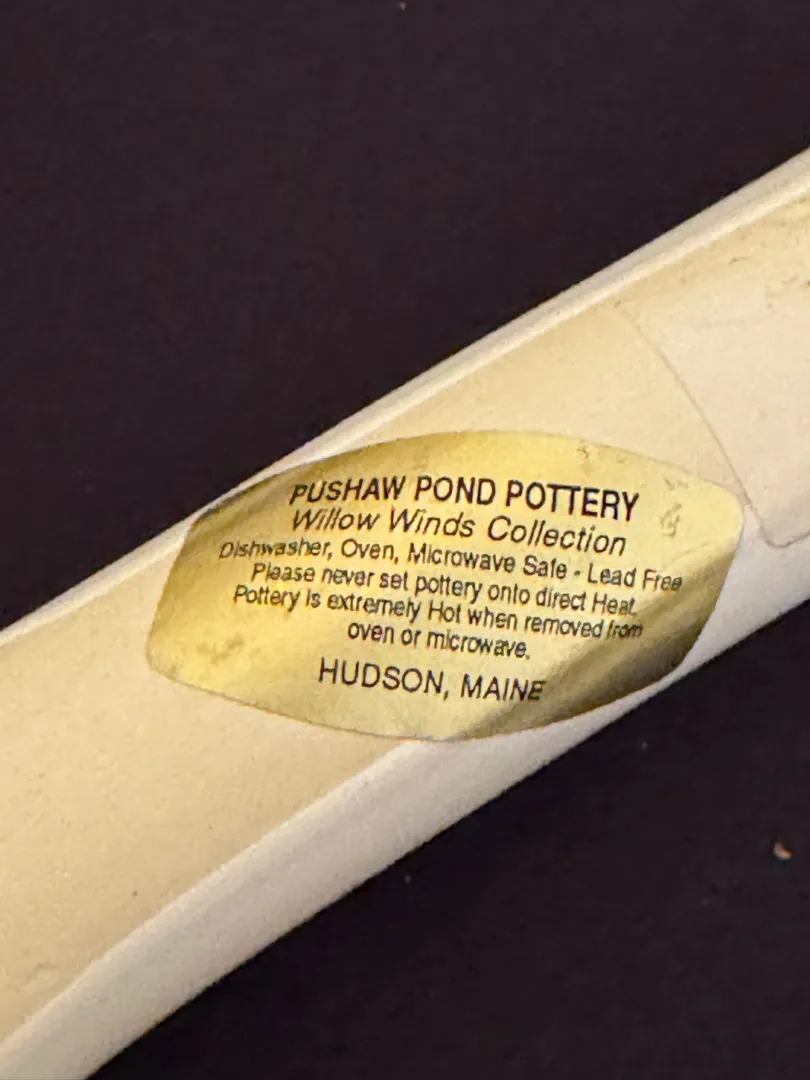 PUSHAW POND POTTERY
Willow Winds Collection
Dishwasher, Oven, Microwave Safe - Lead Free
Please never set pottery onto direct Heat.
Pottery is extremely Hot when removed from
oven or microwave.
HUDSON, MAINE